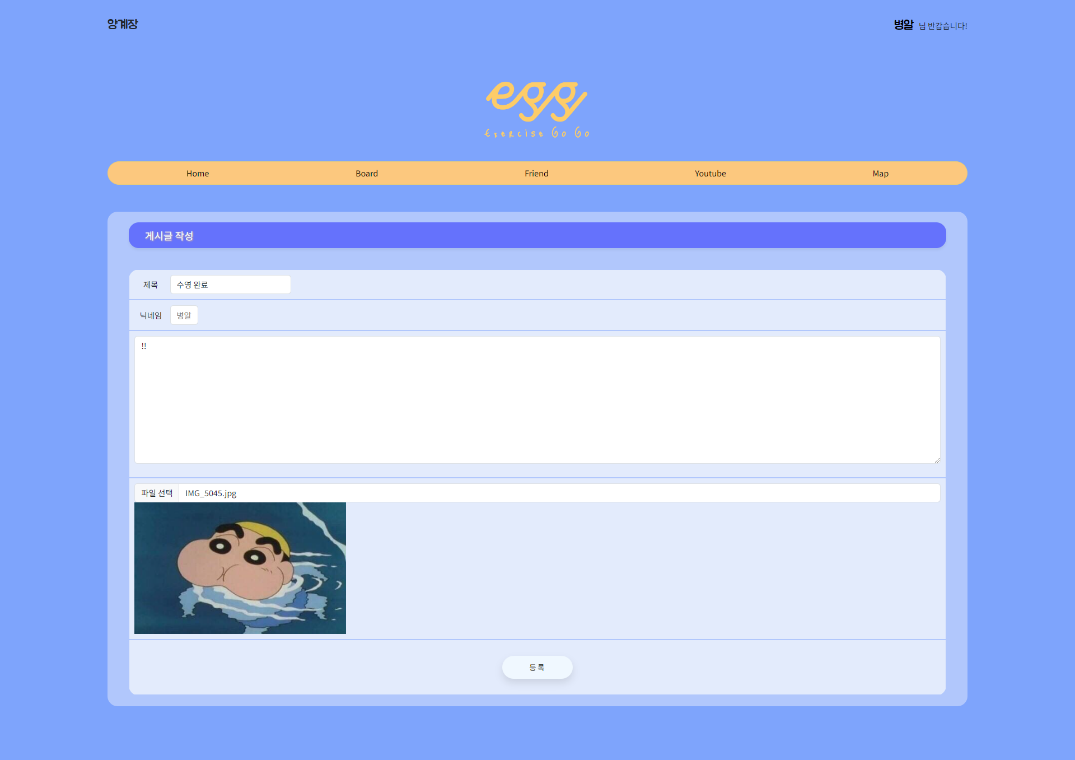 양계장
병알 님 반갑습니다!
egg
Exercise Go Go
Home Board Friend Youtube Map
게시글 작성
제목 수영 완료
닉네임 병알
!!
파일 선택 IMG_5045.jpg
등록